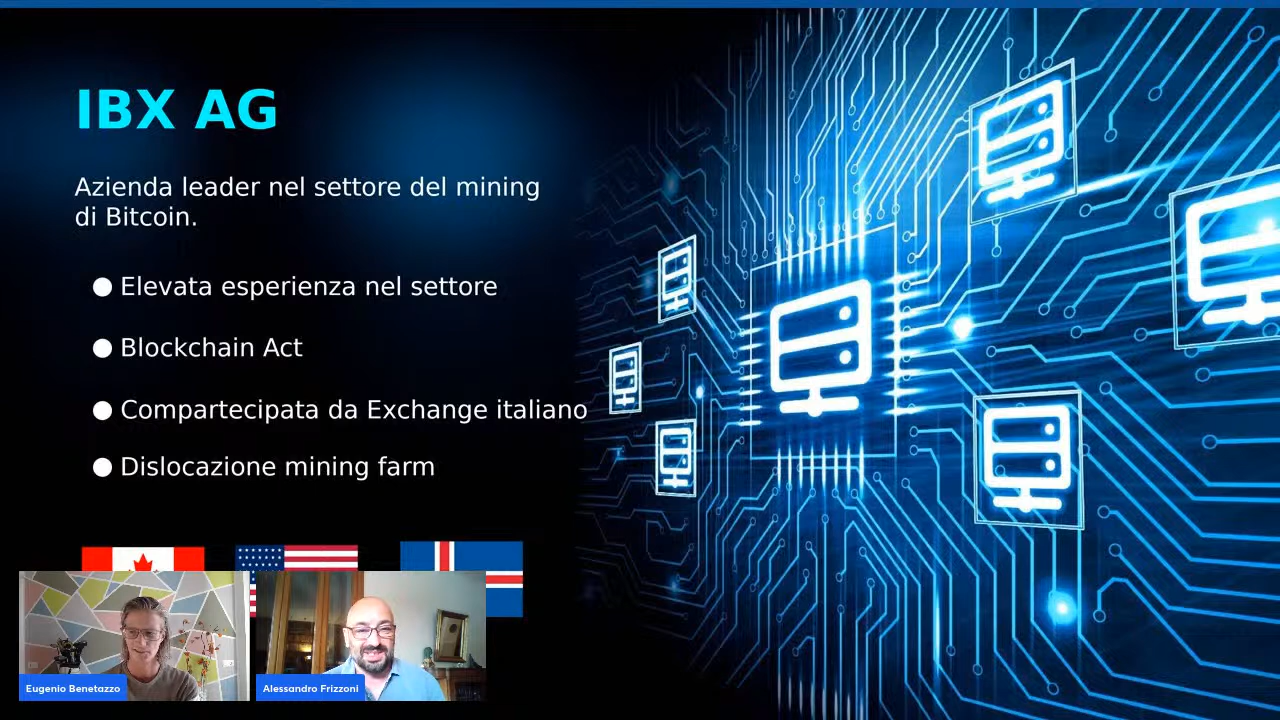 IBX AG
Azienda leader nel settore del mining
di Bitcoin.
● Elevata esperienza nel settore
● Blockchain Act
● Compartecipata da Exchange italiano
● Dislocazione mining farm
Eugenio Benetazzo
Alessandro Frizzoni